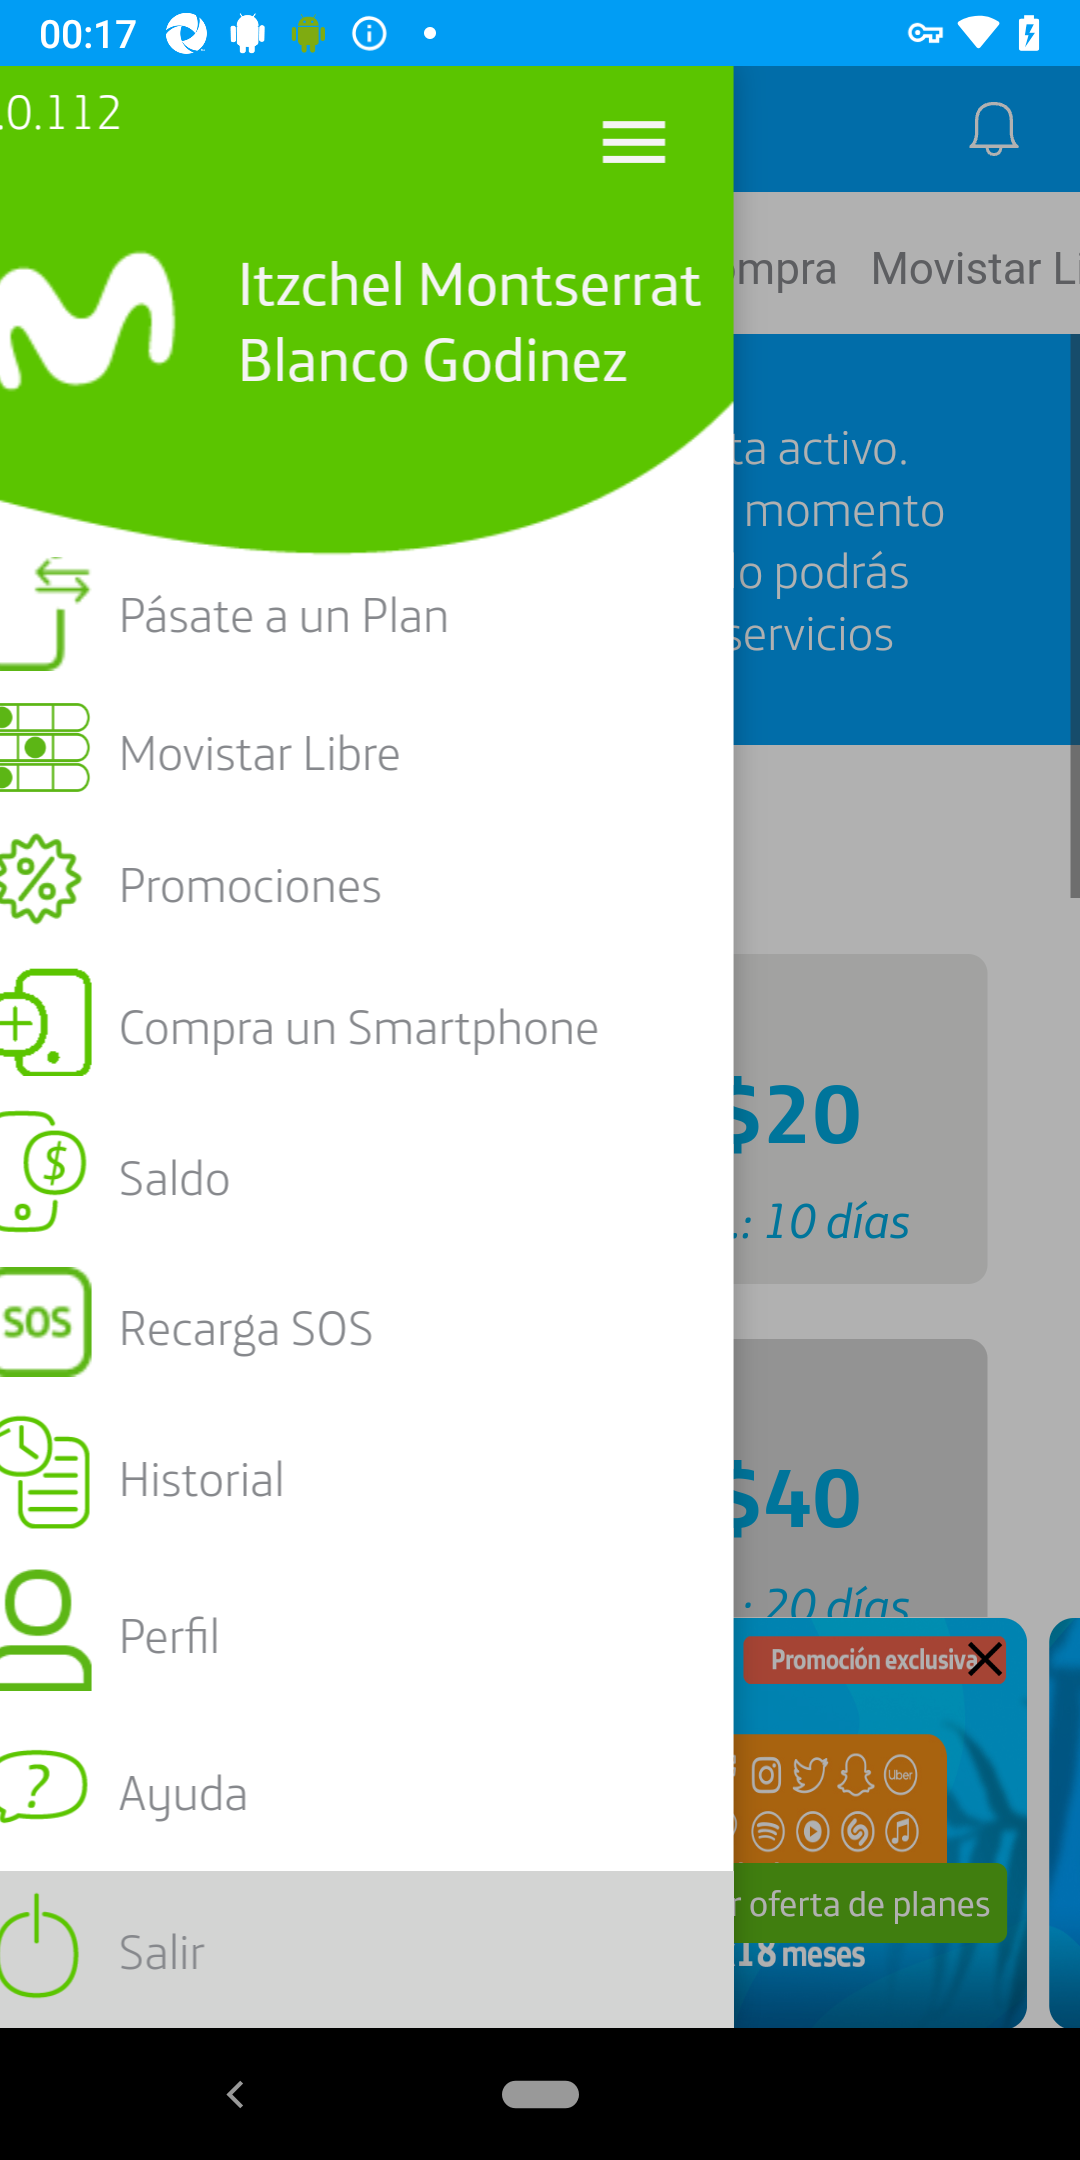 00:17
.0.112
Itzchel Montserrat
Blanco Godinez
Pásate a un Plan
Movistar Libre
Promociones
Compra un Smartphone
$
Saldo
SOS
Recarga SOS
Historial
Perfil
?
Ayuda
Salir
ompra
Movistar Li
ta activo.
momento
o podrás
servicios
$20
.: 10 días
$40
.: 20 días
Promoción exclusiva
Uber
r oferta de planes
18 meses